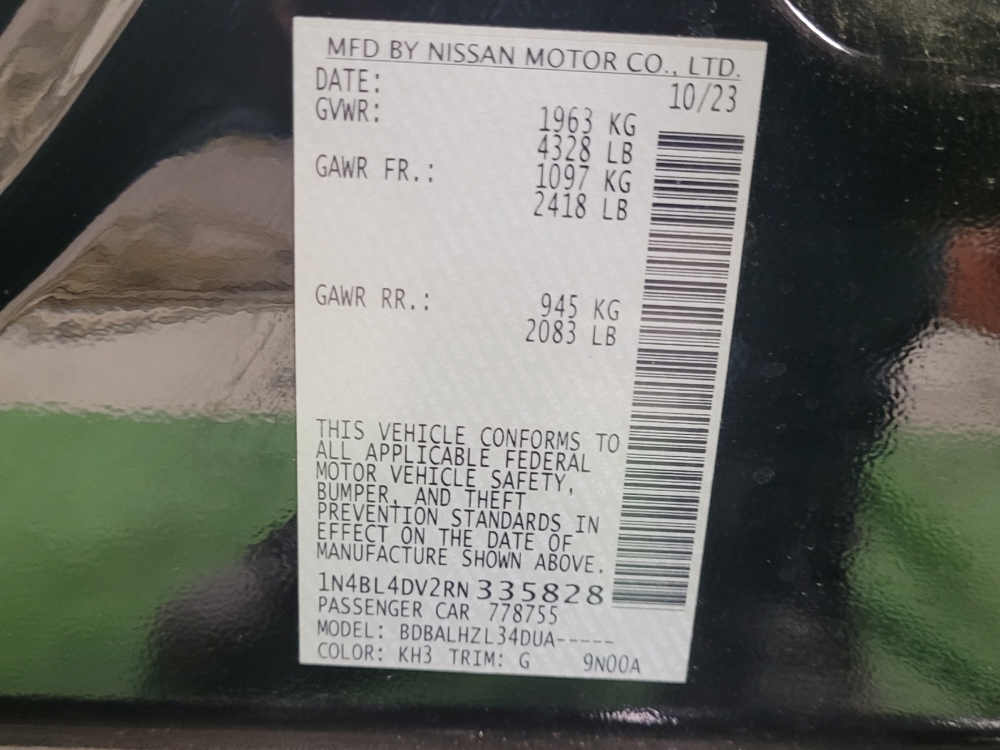 MFD BY NISSAN MOTOR CO., LTD.
DATE: 10/23
GVWR: 1963 KG
4328 LB
GAWR FR.: 1097 KG
2418 LB
GAWR RR.: 945 KG
2083 LB
THIS VEHICLE CONFORMS TO
ALL APPLICABLE FEDERAL
MOTOR VEHICLE SAFETY,
BUMPER, AND THEFT
PREVENTION STANDARDS IN
EFFECT ON THE DATE OF
MANUFACTURE SHOWN ABOVE.
1N4BL4DV2RN335828
PASSENGER CAR 778755
MODEL: BDBALHZL34DUA-----
COLOR: KH3 TRIM: G 9N00A